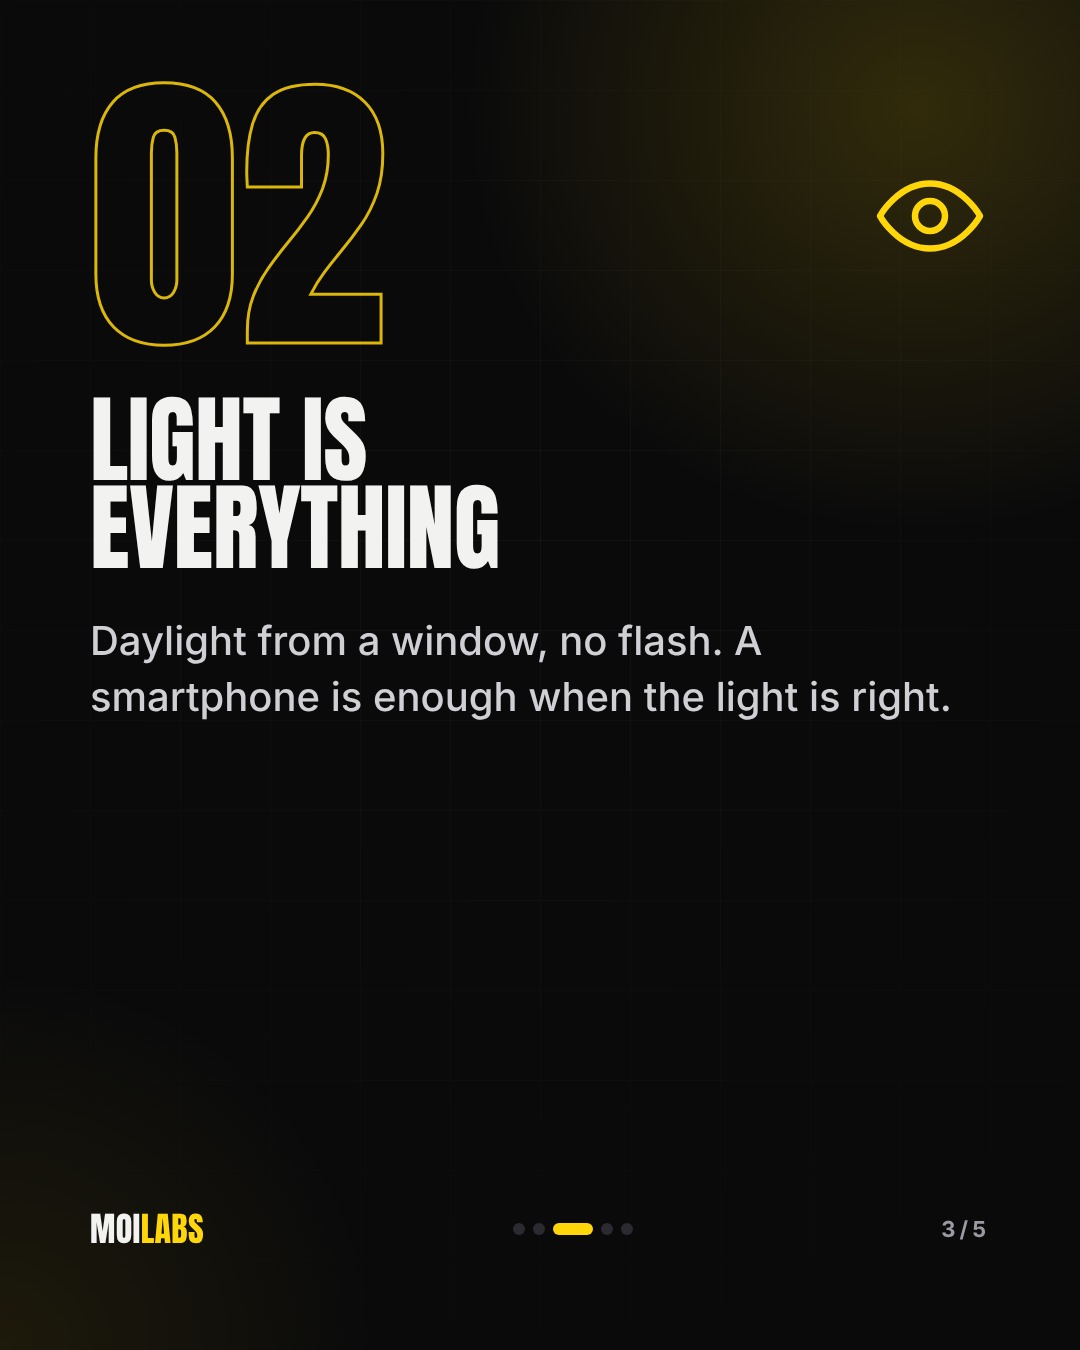 02
LIGHT IS
EVERYTHING
Daylight from a window, no flash. A
smartphone is enough when the light is right.
MOILABS
3 / 5